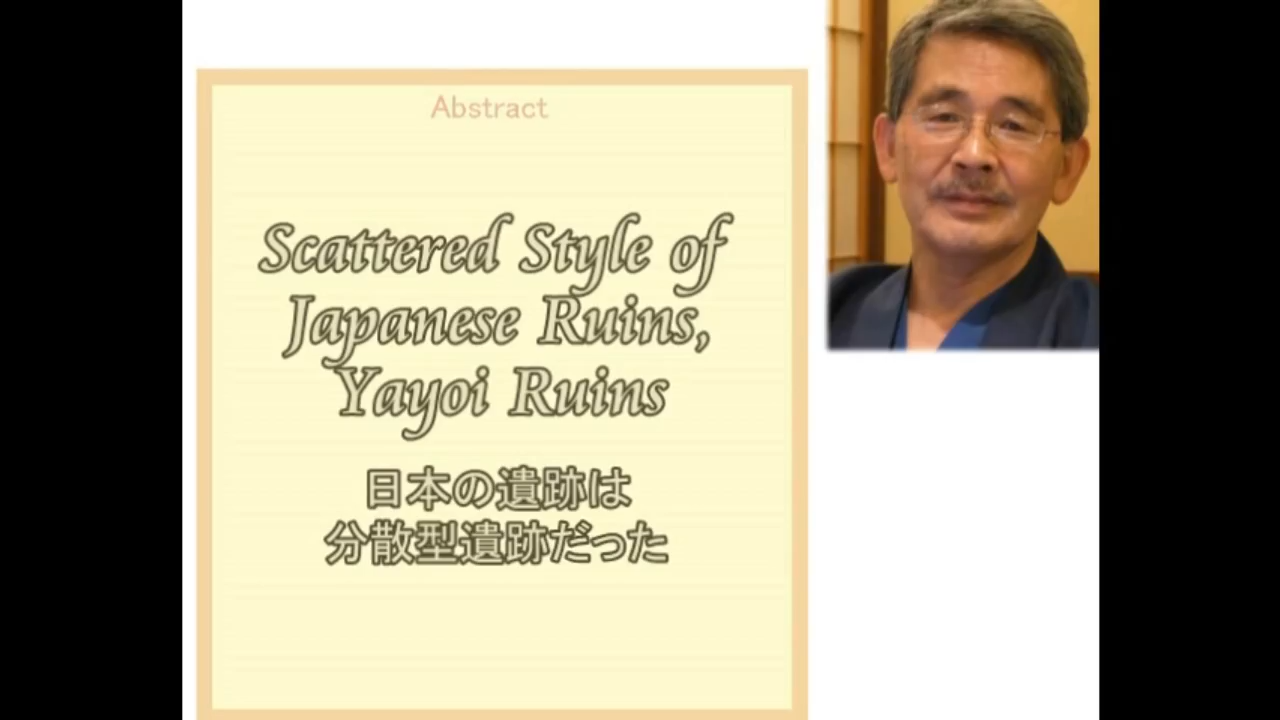 Abstract
Scattered Style of
Japanese Ruins,
Yayoi Ruins
日本の遺跡は
分散型遺跡だった